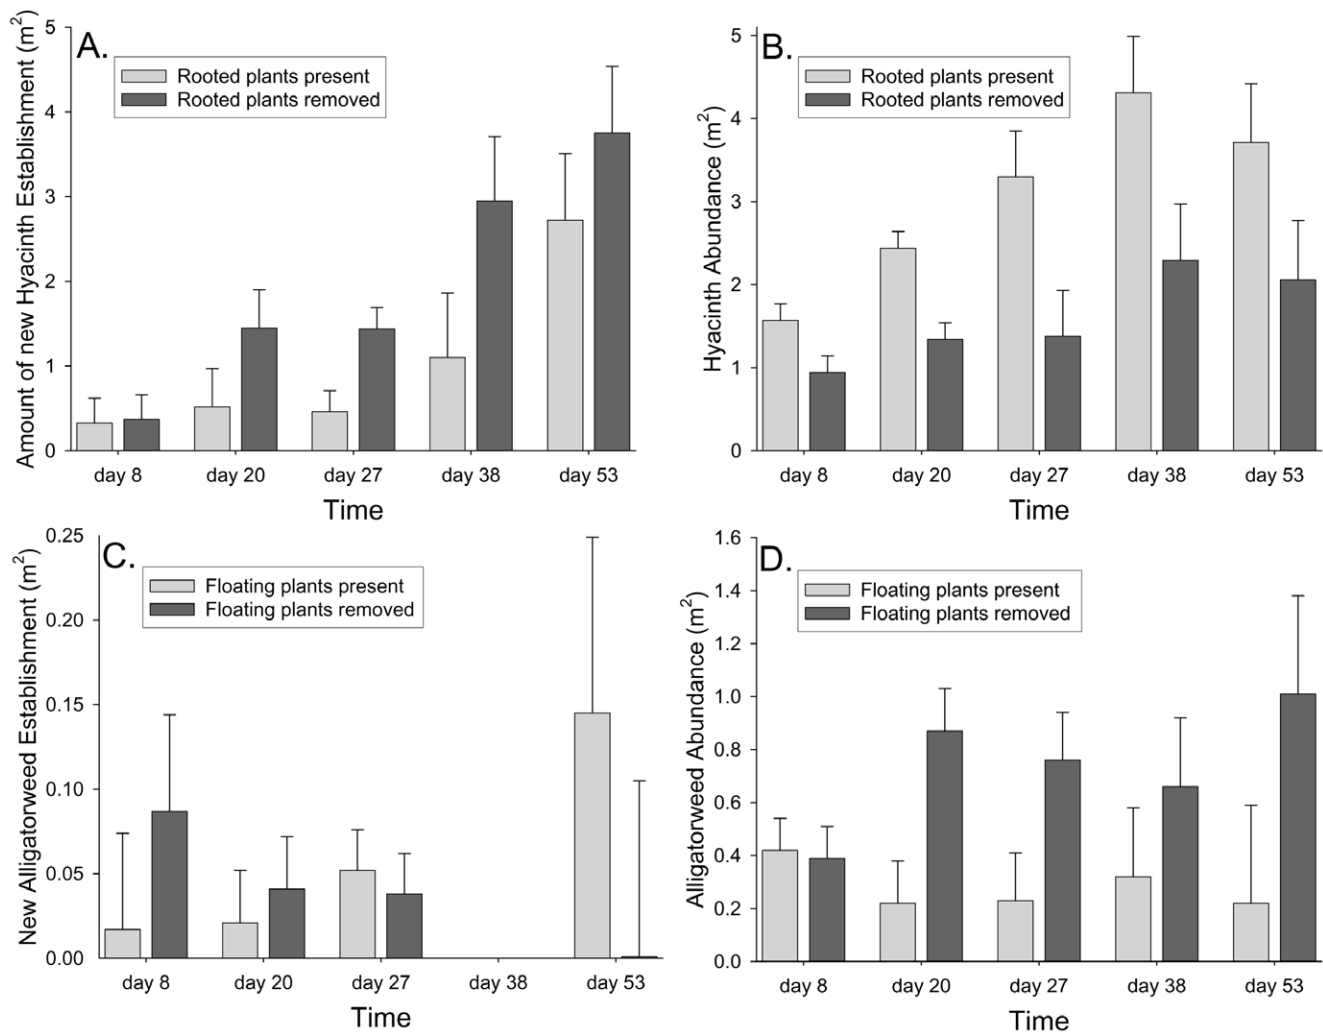 A.
Rooted plants present
Rooted plants removed
Amount of new Hyacinth Establishment (m²)
5
4
3
2
1
0
day 8 day 20 day 27 day 38 day 53
Time
B.
Rooted plants present
Rooted plants removed
Hyacinth Abundance (m²)
5
4
3
2
1
0
day 8 day 20 day 27 day 38 day 53
Time
C.
Floating plants present
Floating plants removed
New Alligatorweed Establishment (m²)
0.25
0.20
0.15
0.10
0.05
0.00
day 8 day 20 day 27 day 38 day 53
Time
D.
Floating plants present
Floating plants removed
Alligatorweed Abundance (m²)
1.6
1.4
1.2
1.0
0.8
0.6
0.4
0.2
0.0
day 8 day 20 day 27 day 38 day 53
Time